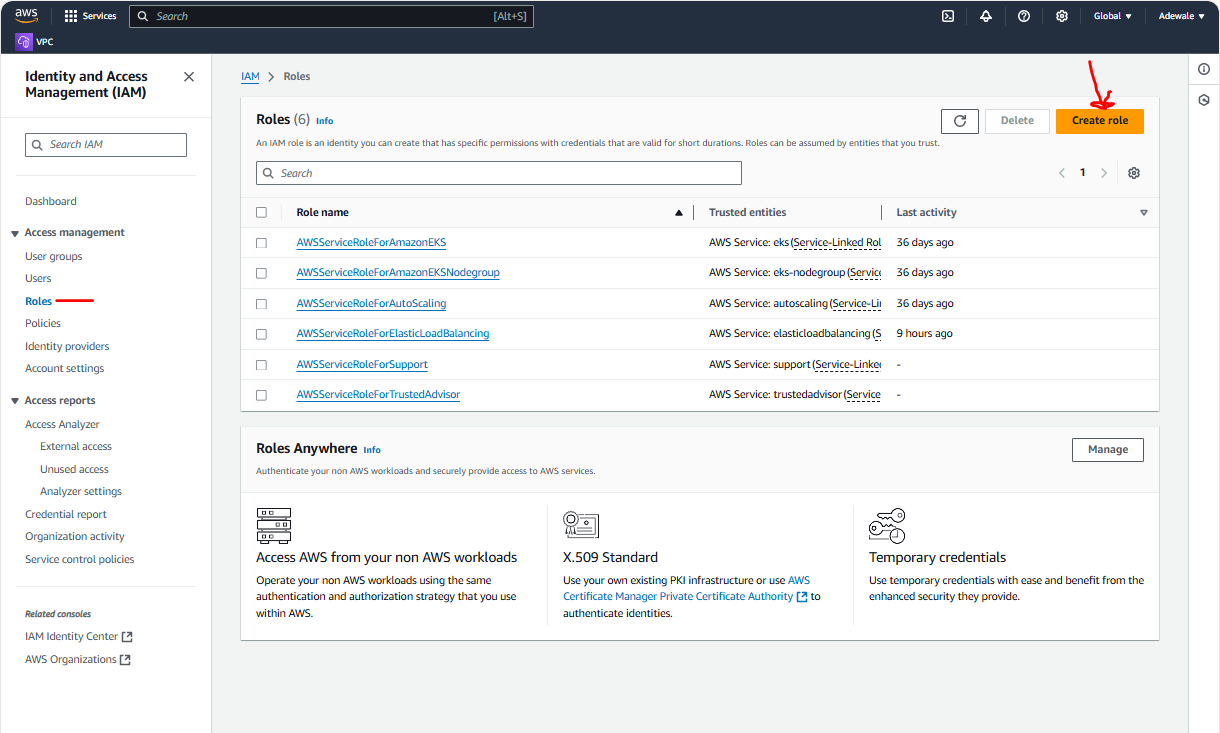 aws
Services
Search
[Alt+S]
Global
Adewale
VPC
Identity and Access
Management (IAM)
Search IAM
Dashboard
Access management
User groups
Users
Roles
Policies
Identity providers
Account settings
Access reports
Access Analyzer
External access
Unused access
Analyzer settings
Credential report
Organization activity
Service control policies
Related consoles
IAM Identity Center
AWS Organizations
IAM > Roles
Roles (6) Info
Delete
Create role
An IAM role is an identity you can create that has specific permissions with credentials that are valid for short durations. Roles can be assumed by entities that you trust.
Search
1
Role name Trusted entities Last activity
AWSServiceRoleForAmazonEKS AWS Service: eks (Service-Linked Rol 36 days ago
AWSServiceRoleForAmazonEKSNodegroup AWS Service: eks-nodegroup (Servic 36 days ago
AWSServiceRoleForAutoScaling AWS Service: autoscaling (Service-Li 36 days ago
AWSServiceRoleForElasticLoadBalancing AWS Service: elasticloadbalancing (S 9 hours ago
AWSServiceRoleForSupport AWS Service: support (Service-Linked -
AWSServiceRoleForTrustedAdvisor AWS Service: trustedadvisor (Service -
Roles Anywhere Info
Manage
Authenticate your non AWS workloads and securely provide access to AWS services.
Access AWS from your non AWS workloads
Operate your non AWS workloads using the same
authentication and authorization strategy that you use
within AWS.
X.509 Standard
Use your own existing PKI infrastructure or use AWS
Certificate Manager Private Certificate Authority to
authenticate identities.
Temporary credentials
Use temporary credentials with ease and benefit from the
enhanced security they provide.